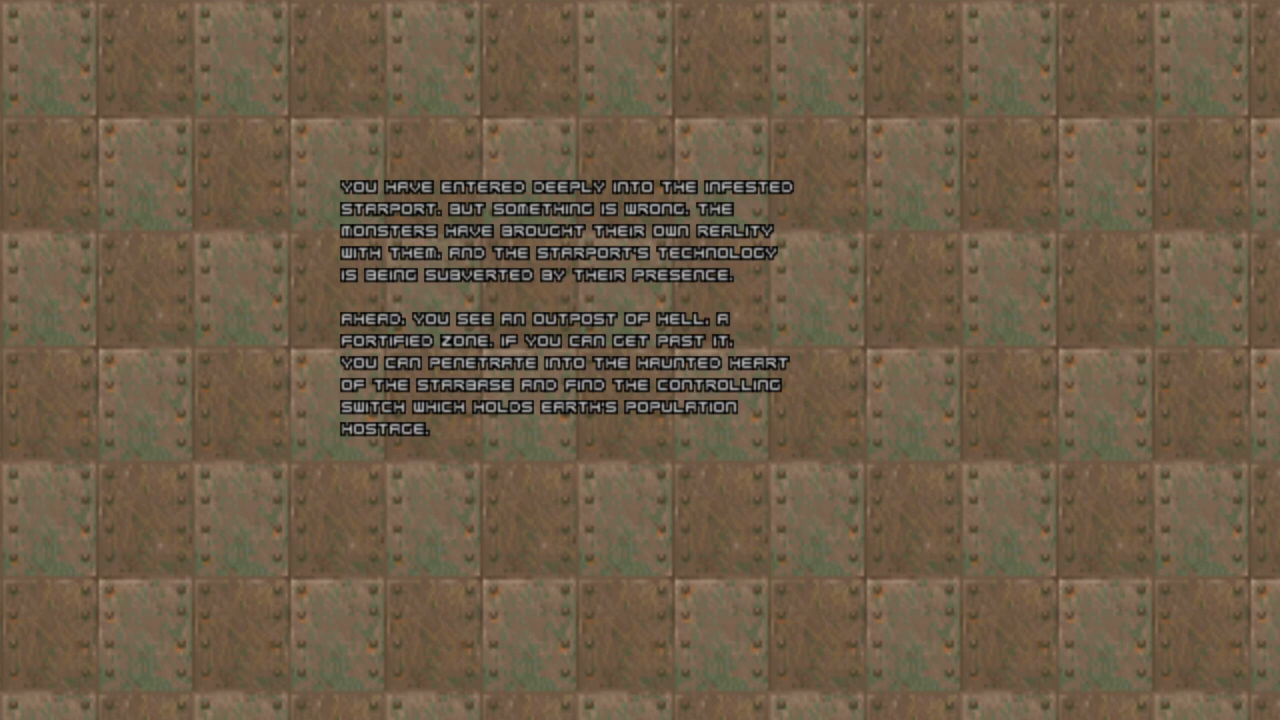 YOU HAVE ENTERED DEEPLY INTO THE INFESTED
STARPORT. BUT SOMETHING IS WRONG. THE
MONSTERS HAVE BROUGHT THEIR OWN REALITY
WITH THEM, AND THE STARPORT'S TECHNOLOGY
IS BEING SUBVERTED BY THEIR PRESENCE.
AHEAD, YOU SEE AN OUTPOST OF HELL, A
FORTIFIED ZONE. IF YOU CAN GET PAST IT,
YOU CAN PENETRATE INTO THE HAUNTED HEART
OF THE STARBASE AND FIND THE CONTROLLING
SWITCH WHICH HOLDS EARTH'S POPULATION
HOSTAGE.